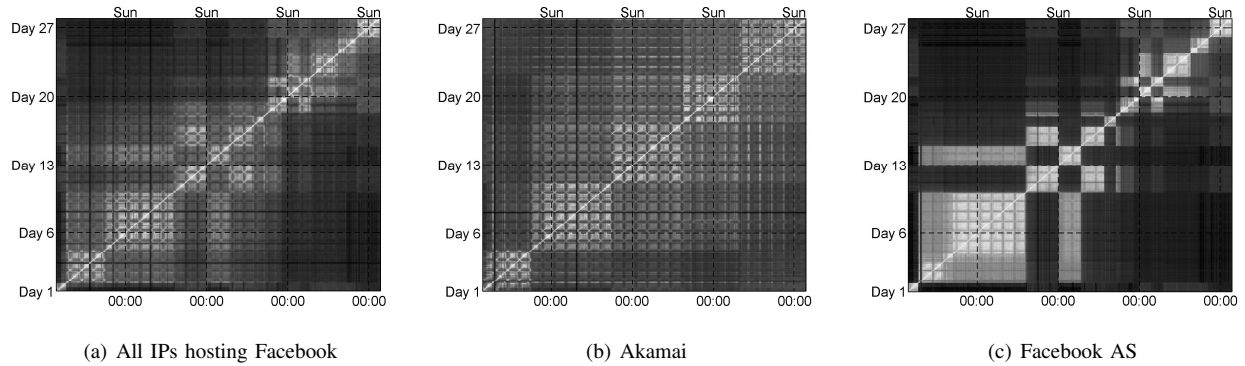 Sun Sun Sun Sun
Day 27
Day 20
Day 13
Day 6
Day 1
00:00 00:00 00:00 00:00
(a) All IPs hosting Facebook
Sun Sun Sun Sun
Day 27
Day 20
Day 13
Day 6
Day 1
00:00 00:00 00:00 00:00
(b) Akamai
Sun Sun Sun Sun
Day 27
Day 20
Day 13
Day 6
Day 1
00:00 00:00 00:00 00:00
(c) Facebook AS